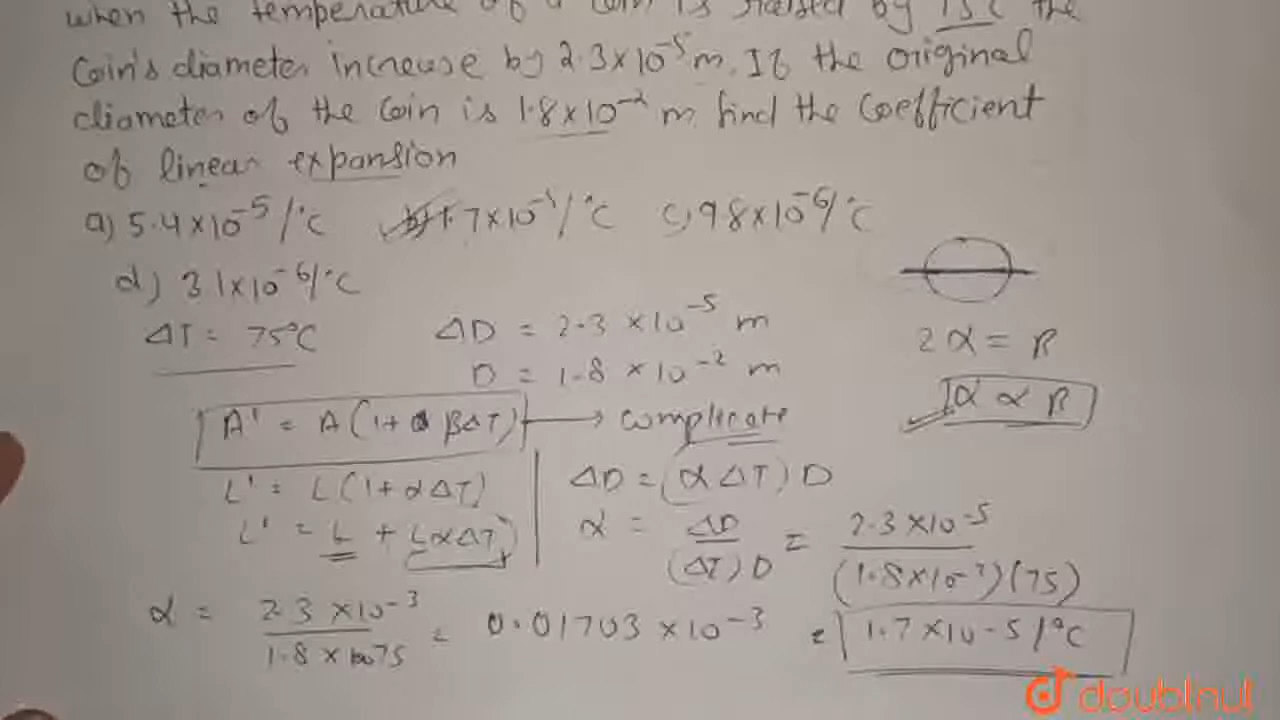 when the temperature of a coin is raised by 75°C the
Coin's diameter increase by 2.3×10⁻⁵ m. If the original
diameter of the coin is 1.8×10⁻² m find the coefficient
of linear expansion
a) 5.4×10⁻⁵/°C b) 1.7×10⁻⁵/°C c) 9.8×10⁻⁶/°C
d) 3.1×10⁻⁶/°C
ΔT = 75°C ΔD = 2.3 ×10⁻⁵ m
D = 1.8 ×10⁻² m
2α = β
α ∝ β
A' = A(1+ βΔT) → complicate
L' = L(1+αΔT)
L' = L + LαΔT
ΔD = (αΔT) D
α = ΔD/(ΔT)D = 2.3×10⁻⁵/(1.8×10⁻²)(75)
α = 2.3×10⁻³/1.8×75 = 0.01703 ×10⁻³ = 1.7×10-5/°C
doubtnut